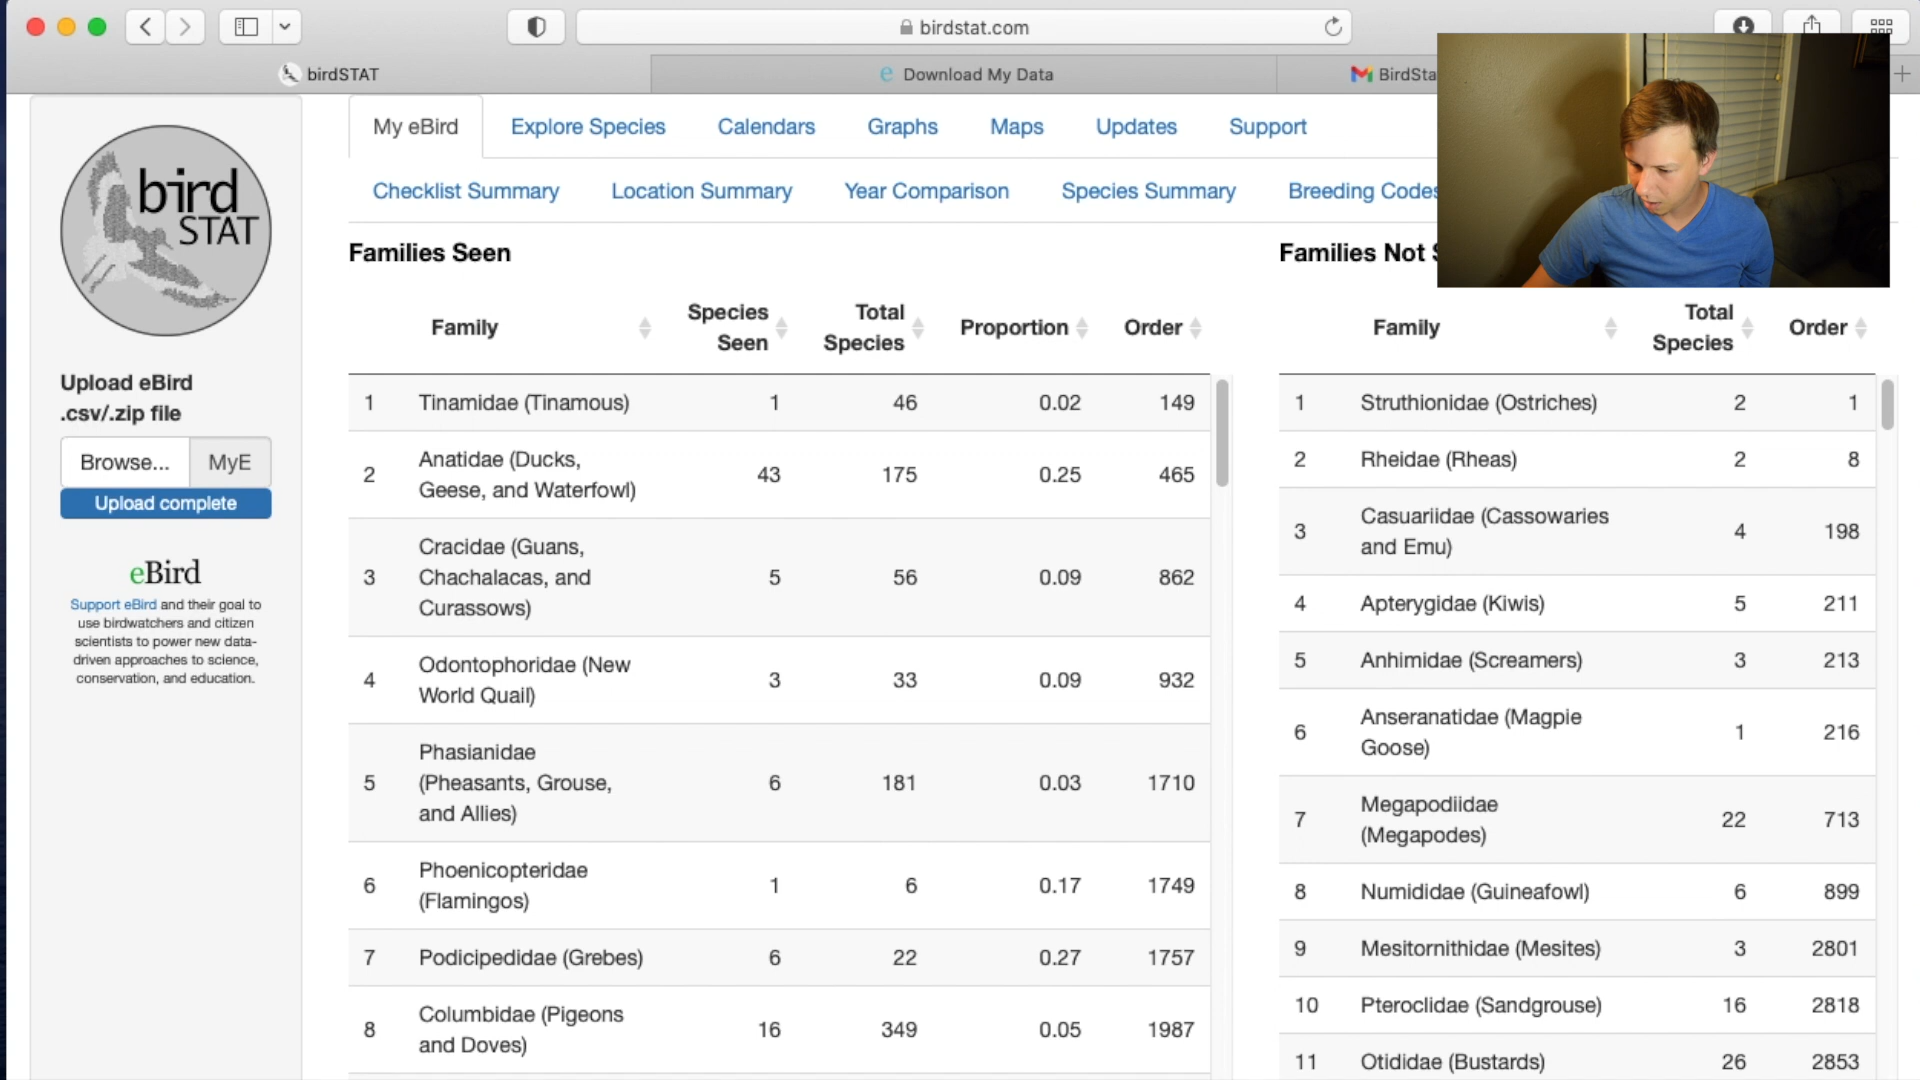 birdstat.com
birdSTAT
Download My Data
BirdSta
bird
STAT
Upload eBird
.csv/.zip file
Browse... MyE
Upload complete
eBird
Support eBird and their goal to
use birdwatchers and citizen
scientists to power new data-
driven approaches to science,
conservation, and education.
My eBird Explore Species Calendars Graphs Maps Updates Support
Checklist Summary Location Summary Year Comparison Species Summary Breeding Codes
Families Seen
Family Species Seen Total Species Proportion Order
1 Tinamidae (Tinamous) 1 46 0.02 149
2 Anatidae (Ducks,
Geese, and Waterfowl) 43 175 0.25 465
3 Cracidae (Guans,
Chachalacas, and
Curassows) 5 56 0.09 862
4 Odontophoridae (New
World Quail) 3 33 0.09 932
5 Phasianidae
(Pheasants, Grouse,
and Allies) 6 181 0.03 1710
6 Phoenicopteridae
(Flamingos) 1 6 0.17 1749
7 Podicipedidae (Grebes) 6 22 0.27 1757
8 Columbidae (Pigeons
and Doves) 16 349 0.05 1987
Families Not
Family Total Species Order
1 Struthionidae (Ostriches) 2 1
2 Rheidae (Rheas) 2 8
3 Casuariidae (Cassowaries
and Emu) 4 198
4 Apterygidae (Kiwis) 5 211
5 Anhimidae (Screamers) 3 213
6 Anseranatidae (Magpie
Goose) 1 216
7 Megapodiidae
(Megapodes) 22 713
8 Numididae (Guineafowl) 6 899
9 Mesitornithidae (Mesites) 3 2801
10 Pteroclidae (Sandgrouse) 16 2818
11 Otididae (Bustards) 26 2853